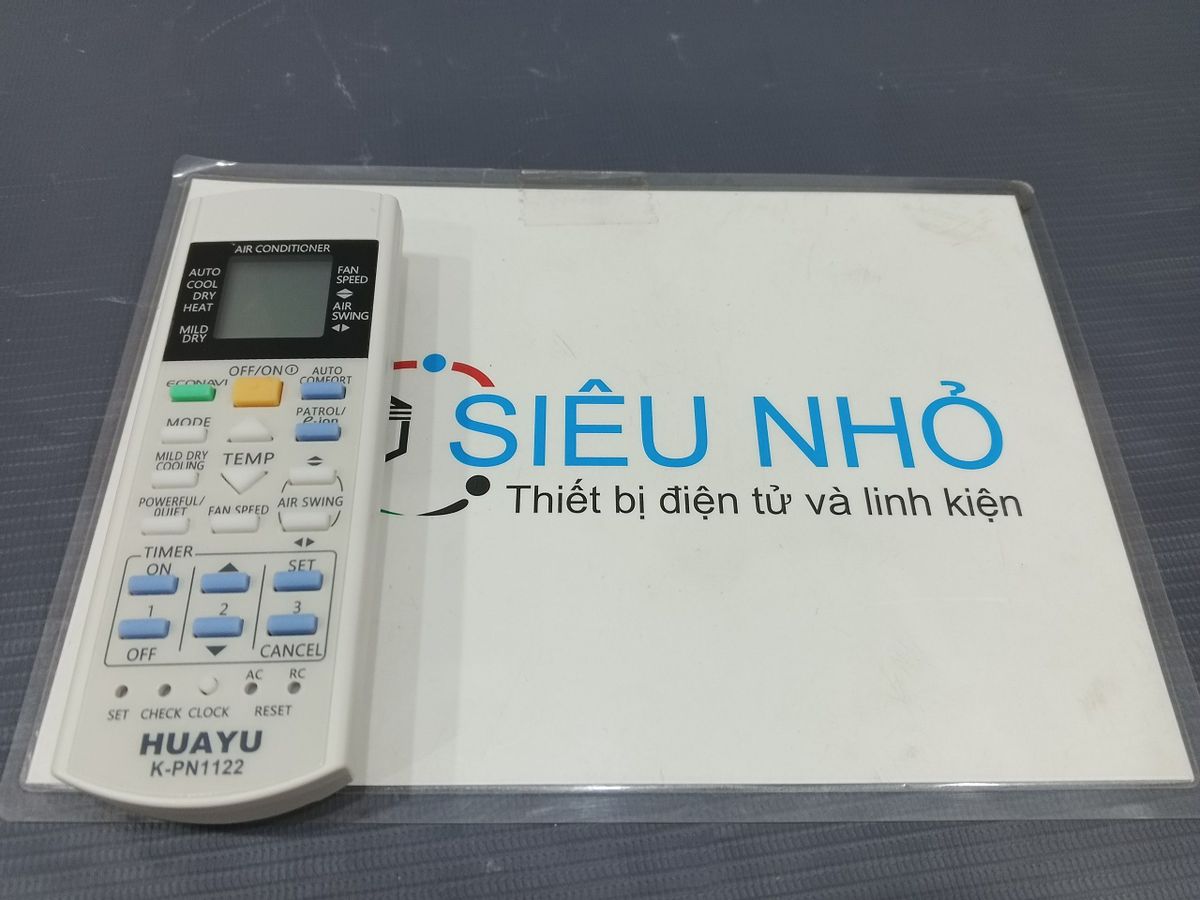 AIR CONDITIONER
AUTO
COOL
DRY
HEAT
MILD
DRY
FAN
SPEED
AIR
SWING
OFF/ON
ECONAVI
AUTO
COMFORT
MODE
PATROL/
e-ion
MILD DRY
COOLING
TEMP
POWERFUL/
QUIET
FAN SPEED
AIR SWING
TIMER
ON
SET
1
2
3
OFF
CANCEL
AC
RC
SET
CHECK
CLOCK
RESET
HUAYU
K-PN1122
SIÊU NHỎ
Thiết bị điện tử và linh kiện